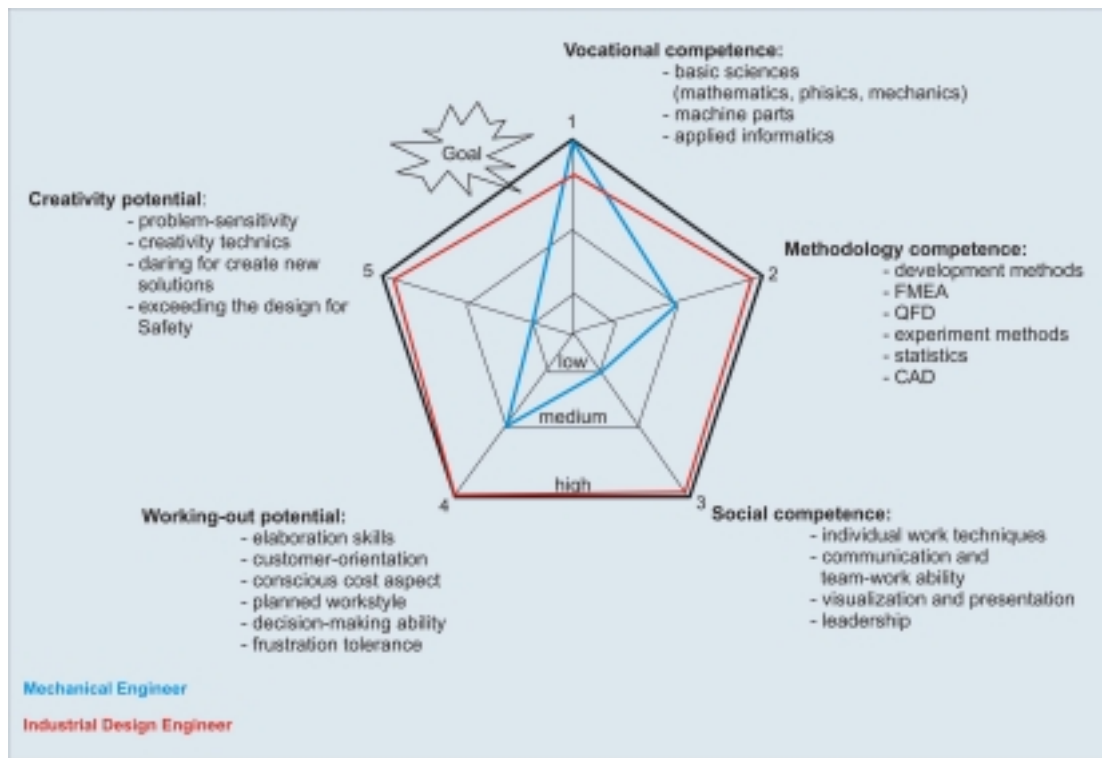 Vocational competence:
- basic sciences
(mathematics, phisics, mechanics)
- machine parts
- applied informatics
1
Goal
Creativity potential:
- problem-sensitivity
- creativity technics
- daring for create new
solutions
- exceeding the design for
Safety
5
2
Methodology competence:
- development methods
- FMEA
- QFD
- experiment methods
- statistics
- CAD
low
medium
high
4
3
Working-out potential:
- elaboration skills
- customer-orientation
- conscious cost aspect
- planned workstyle
- decision-making ability
- frustration tolerance
Social competence:
- individual work techniques
- communication and
team-work ability
- visualization and presentation
- leadership
Mechanical Engineer
Industrial Design Engineer